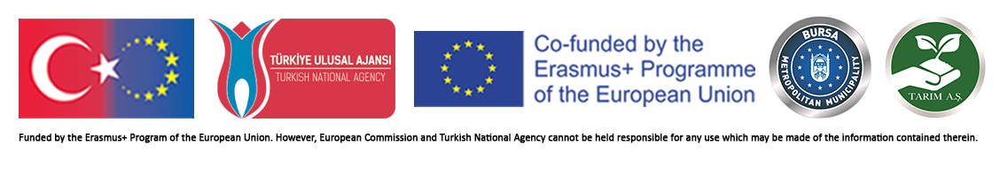 TÜRKİYE ULUSAL AJANSI
TURKISH NATIONAL AGENCY
Co-funded by the
Erasmus+ Programme
of the European Union
BURSA
METROPOLITAN MUNICIPALITY
TARIM A.Ş.
Funded by the Erasmus+ Program of the European Union. However, European Commission and Turkish National Agency cannot be held responsible for any use which may be made of the information contained therein.